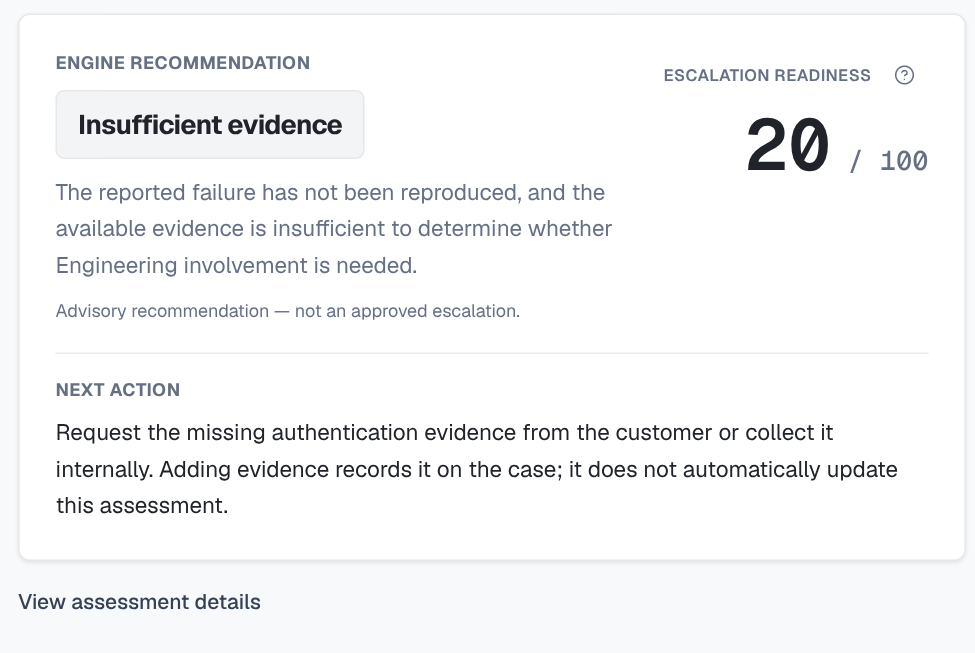 ENGINE RECOMMENDATION
ESCALATION READINESS ?
Insufficient evidence
20 / 100
The reported failure has not been reproduced, and the
available evidence is insufficient to determine whether
Engineering involvement is needed.
Advisory recommendation — not an approved escalation.
NEXT ACTION
Request the missing authentication evidence from the customer or collect it
internally. Adding evidence records it on the case; it does not automatically update
this assessment.
View assessment details